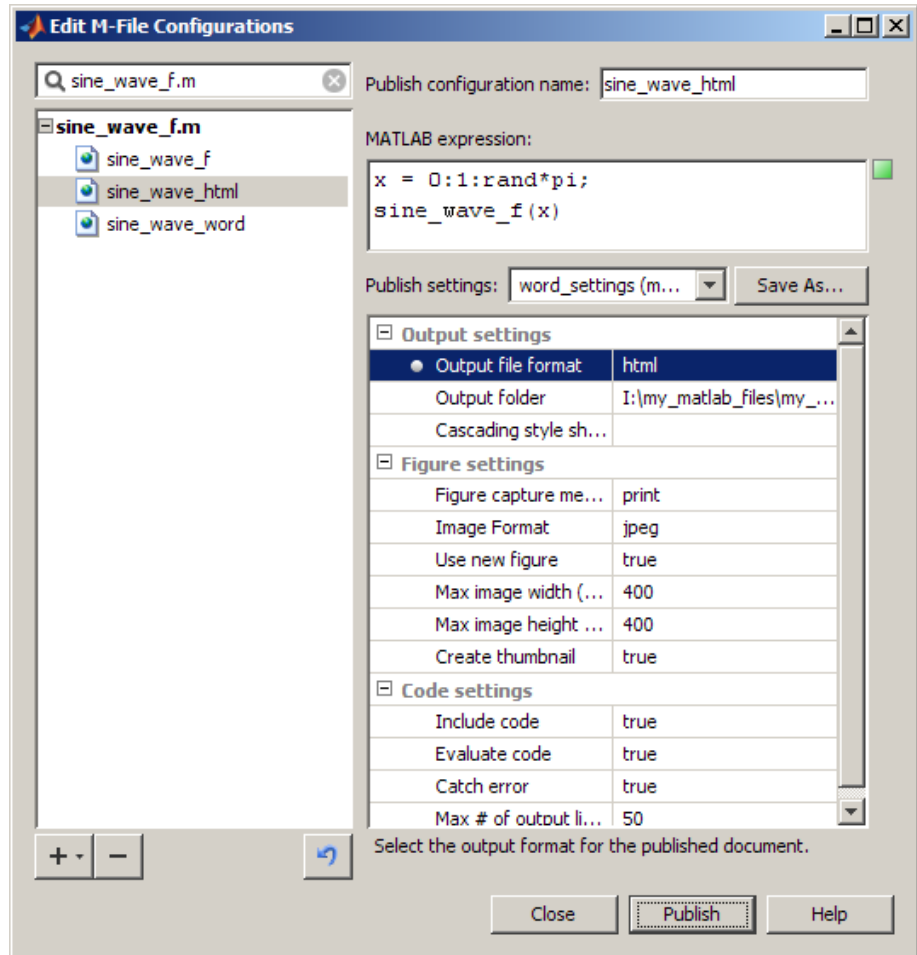 Edit M-File Configurations
sine_wave_f.m
Publish configuration name: sine_wave_html
sine_wave_f.m
sine_wave_f
sine_wave_html
sine_wave_word
MATLAB expression:
x = 0:1:rand*pi;
sine_wave_f(x)
Publish settings: word_settings (m... Save As...
Output settings
Output file format html
Output folder I:\my_matlab_files\my_...
Cascading style sh...
Figure settings
Figure capture me... print
Image Format jpeg
Use new figure true
Max image width (... 400
Max image height ... 400
Create thumbnail true
Code settings
Include code true
Evaluate code true
Catch error true
Max # of output li... 50
Select the output format for the published document.
Close Publish Help